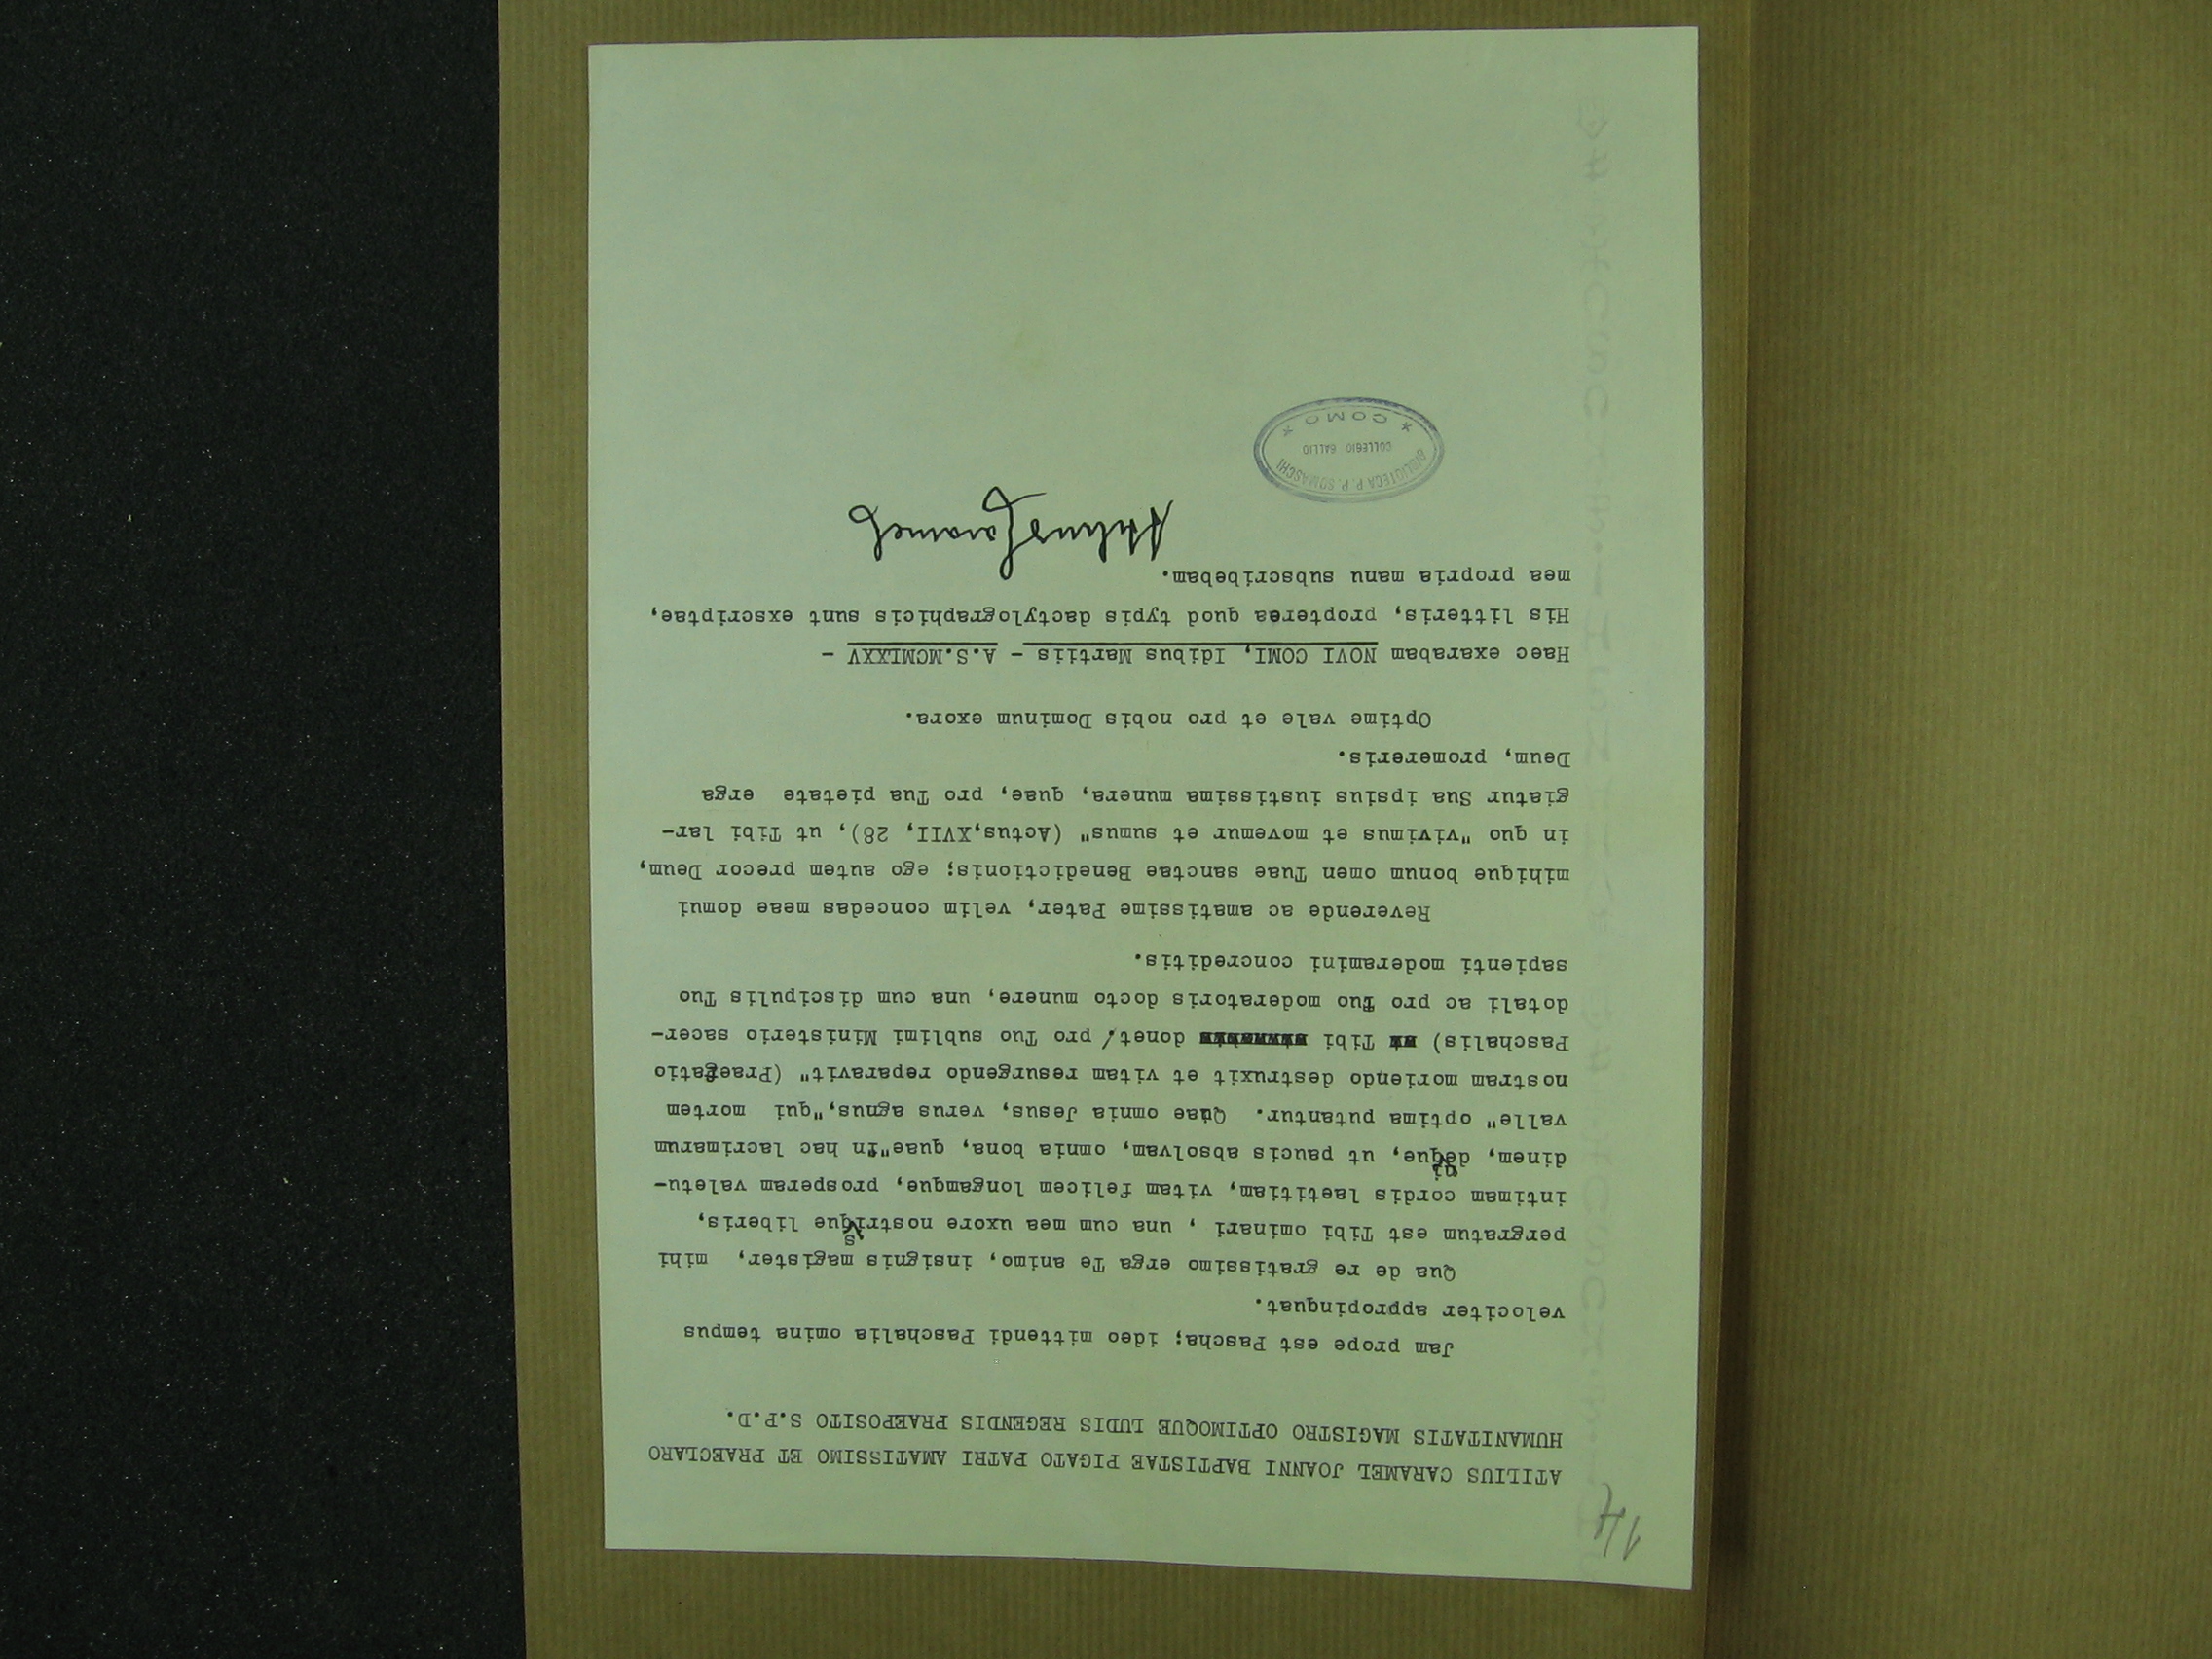 14
ATILIUS CARAMEL JOANNI BAPTISTAE PIGATO PATRI AMATISSIMO ET PRAECLARO
HUMANITATIS MAGISTRO OPTIMOQUE LUDIS REGENDIS PRAEPOSITO S.P.D.
Jam prope est Pascha; ideo mittendi Paschalia omina tempus
velociter appropinquat.
Qua de re gratissimo erga Te animo, insignis magister, mihi
pergratum est Tibi ominari , una cum mea uxore nostrisque liberis,
intimam cordis laetitiam, vitam felicem longamque, prosperam valetu-
dinem, denique, ut paucis absolvam, omnia bona, quae"in hac lacrimarum
valle" optima putantur. Quae omnia Jesus, verus agnus,"qui mortem
nostram moriendo destruxit et vitam resurgendo reparavit" (Praefatio
Paschalis) Tibi donet, pro Tuo sublimi Ministerio sacer-
dotali ac pro Tuo moderatoris docto munere, una cum discipulis Tuo
sapienti moderamini concreditis.
Reverende ac amatissime Pater, velim concedas meae domui
mihique bonum omen Tuae sanctae Benedictionis; ego autem precor Deum,
in quo "vivimus et movemur et sumus" (Actus,XVII, 28), ut Tibi lar-
giatur Sua ipsius iustissima munera, quae, pro Tua pietate erga
Deum, promereris.
Optime vale et pro nobis Dominum exora.
Haec exarabam NOVI COMI, Idibus Martiis - A.S.MCMLXXV -
His litteris, propterea quod typis dactylographicis sunt exscriptae,
mea propria manu subscribebam.
Atilius Caramel
BIBLIOTECA P. P. SOMASCHI
COLLEGIO GALLIO
* COMO *